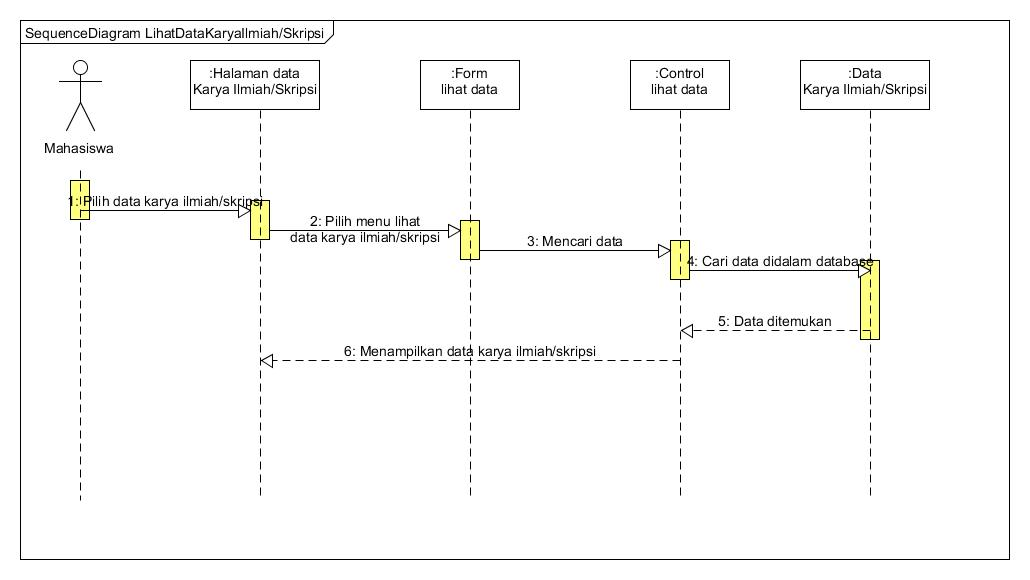 SequenceDiagram LihatDataKaryaIlmiah/Skripsi
:Halaman data
Karya Ilmiah/Skripsi
:Form
lihat data
:Control
lihat data
:Data
Karya Ilmiah/Skripsi
Mahasiswa
1: Pilih data karya ilmiah/skripsi
2: Pilih menu lihat
data karya ilmiah/skripsi
3: Mencari data
4: Cari data didalam database
5: Data ditemukan
6: Menampilkan data karya ilmiah/skripsi